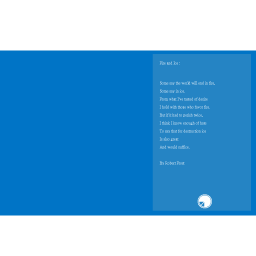 Fire and Ice:
Some say the world will end in fire,
Some say in ice.
From what I've tasted of desire
I hold with those who favor fire.
But if it had to perish twice,
I think I know enough of hate
To say that for destruction ice
Is also great
And would suffice.
By Robert Frost